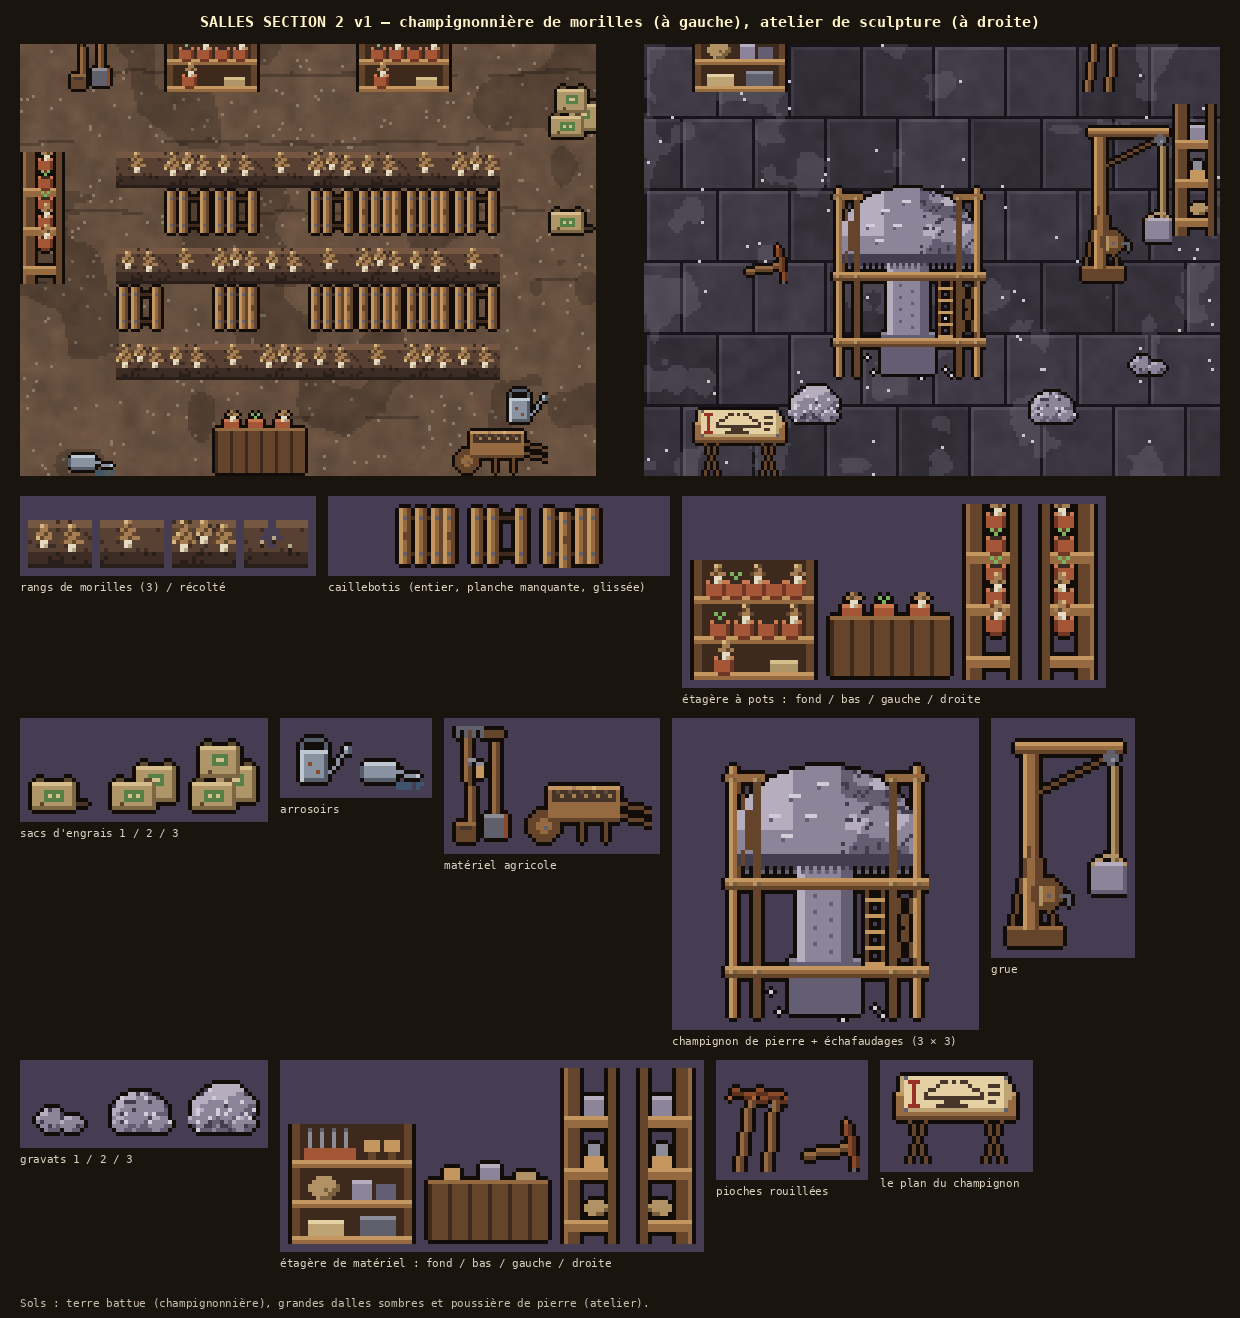 SALLES SECTION 2 v1 — champignonnière de morilles (à gauche), atelier de sculpture (à droite)
rangs de morilles (3) / récolté
caillebotis (entier, planche manquante, glissée)
étagère à pots : fond / bas / gauche / droite
sacs d'engrais 1 / 2 / 3
arrosoirs
matériel agricole
champignon de pierre + échafaudages (3 × 3)
grue
gravats 1 / 2 / 3
étagère de matériel : fond / bas / gauche / droite
pioches rouillées
le plan du champignon
Sols : terre battue (champignonnière), grandes dalles sombres et poussière de pierre (atelier).